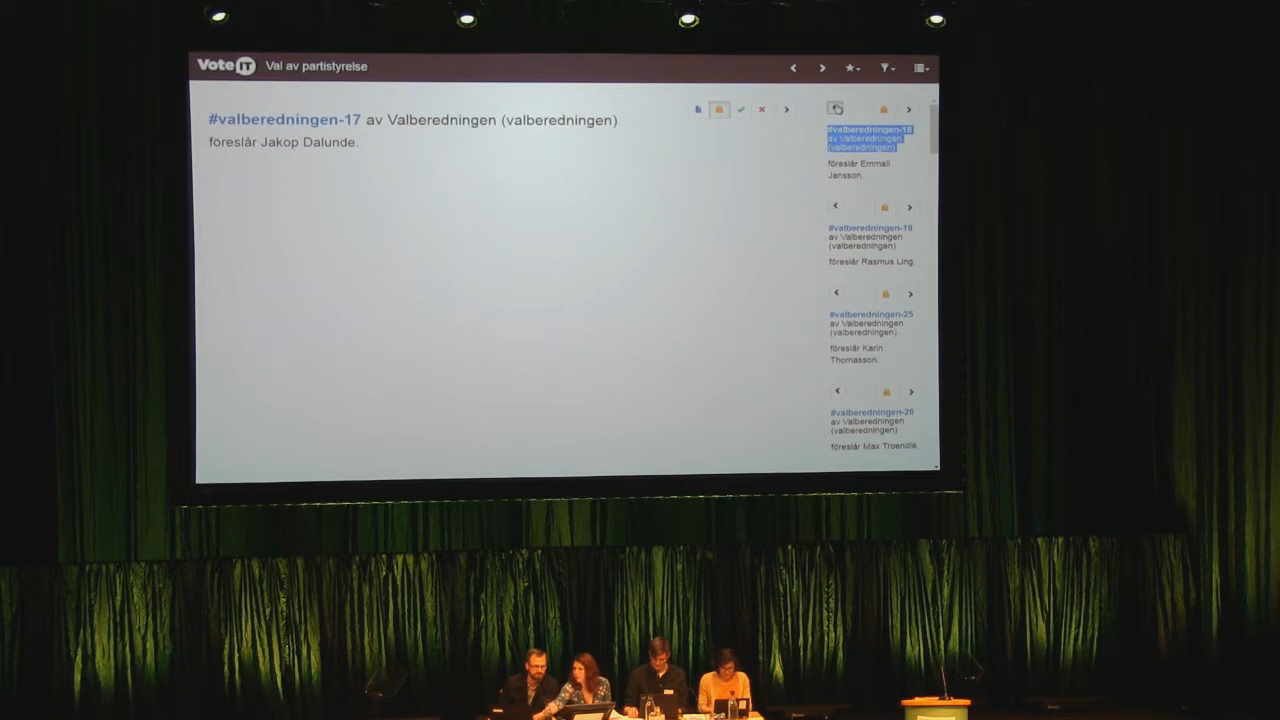 VoteIT Val av partistyrelse
#valberedningen-17 av Valberedningen (valberedningen)
föreslår Jakop Dalunde.
#valberedningen-18
av Valberedningen
(valberedningen)
föreslår Emmali
Jansson.
#valberedningen-19
av Valberedningen
(valberedningen)
föreslår Rasmus Ling.
#valberedningen-25
av Valberedningen
(valberedningen)
föreslår Karin
Thomasson.
#valberedningen-26
av Valberedningen
(valberedningen)
föreslår Max Troendlé.